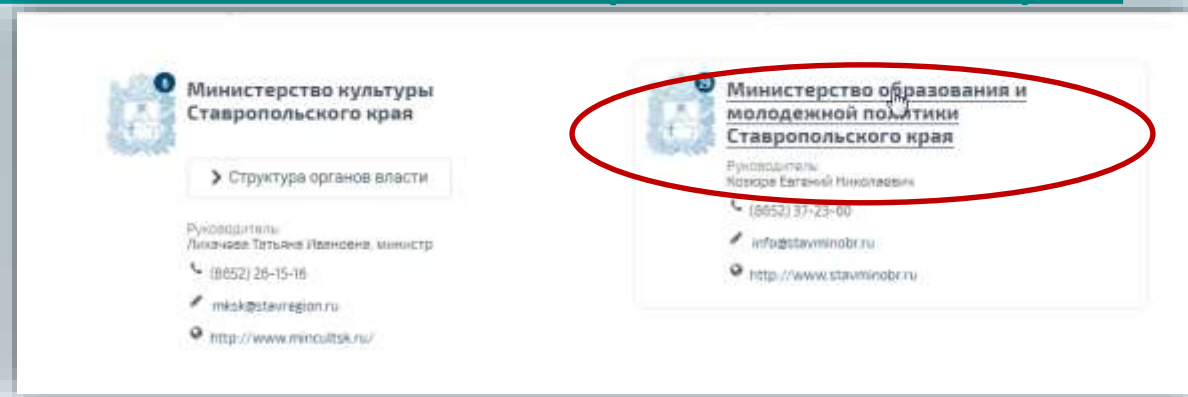 Министерство культуры
Ставропольского края
Структура органов власти
Руководитель:
Лихачева Татьяна Ивановна, министр
(8652) 26-15-16
mksk@stavregion.ru
http://www.mincultsk.ru/
Министерство образования и
молодежной политики
Ставропольского края
Руководитель:
Козюра Евгений Николаевич
(8652) 37-23-60
info@stavminobr.ru
http://www.stavminobr.ru